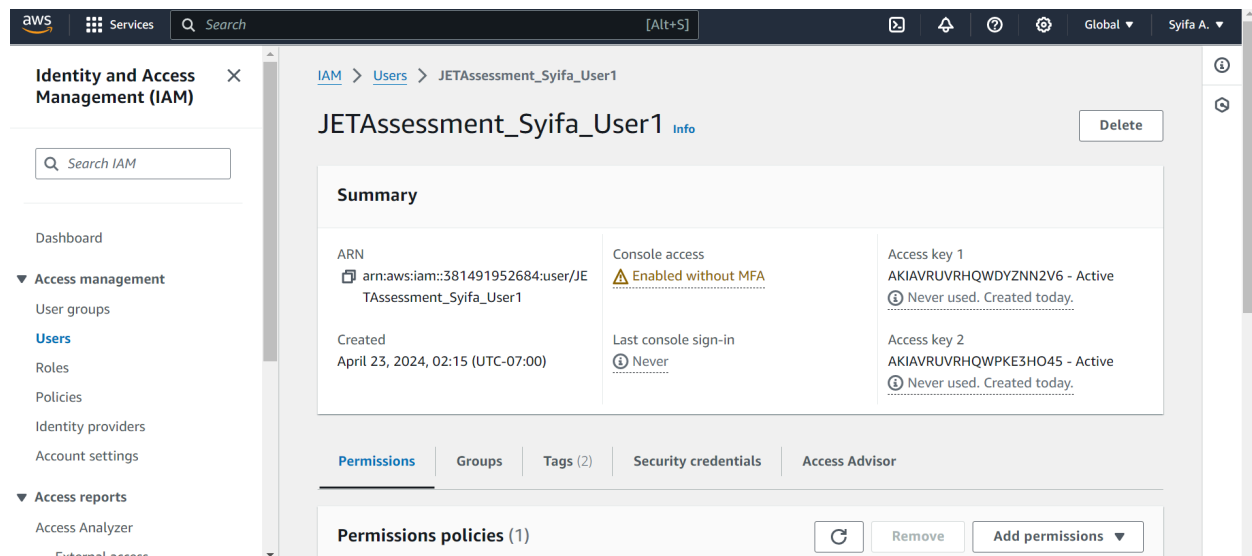 aws
Services
Search
[Alt+S]
Global
Syifa A.
Identity and Access
Management (IAM)
Search IAM
Dashboard
Access management
User groups
Users
Roles
Policies
Identity providers
Account settings
Access reports
Access Analyzer
External access
IAM
Users
JETAssessment_Syifa_User1
JETAssessment_Syifa_User1 Info
Delete
Summary
ARN
arn:aws:iam::381491952684:user/JE
TAssessment_Syifa_User1
Created
April 23, 2024, 02:15 (UTC-07:00)
Console access
Enabled without MFA
Last console sign-in
Never
Access key 1
AKIAVRUVRHQWDYZNN2V6 - Active
Never used. Created today.
Access key 2
AKIAVRUVRHQWPKE3HO45 - Active
Never used. Created today.
Permissions
Groups
Tags (2)
Security credentials
Access Advisor
Permissions policies (1)
Remove
Add permissions